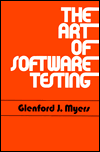 THE
ART OF
SOFTWARE
TESTING
Glenford J. Myers